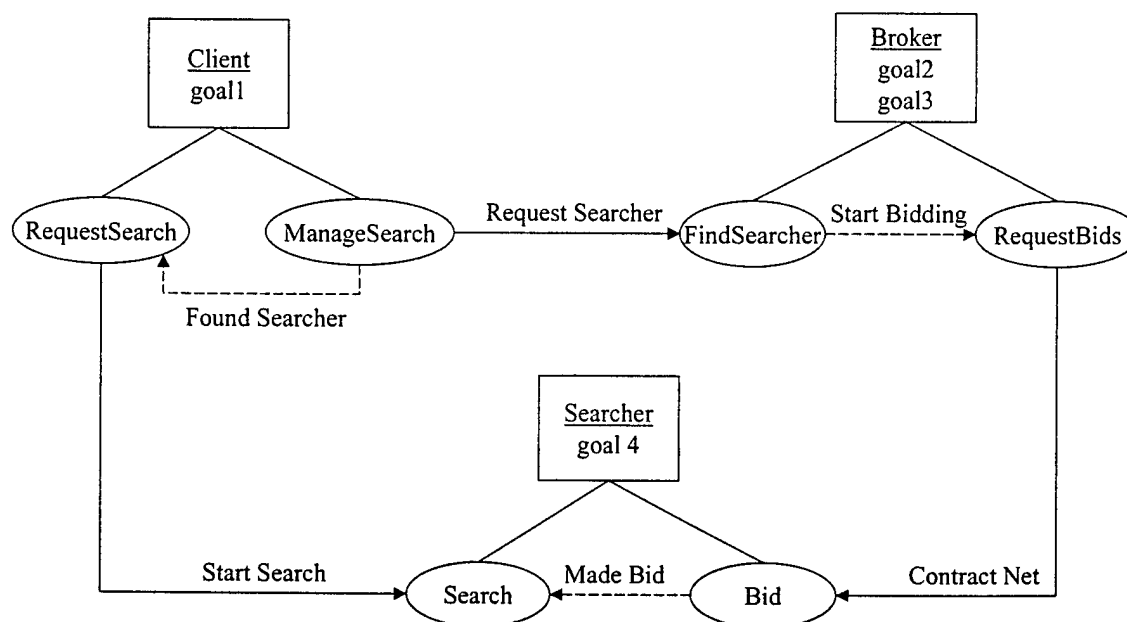 Client
goal1
Broker
goal2
goal3
RequestSearch
ManageSearch
Request Searcher
FindSearcher
Start Bidding
RequestBids
Found Searcher
Searcher
goal 4
Start Search
Search
Made Bid
Bid
Contract Net